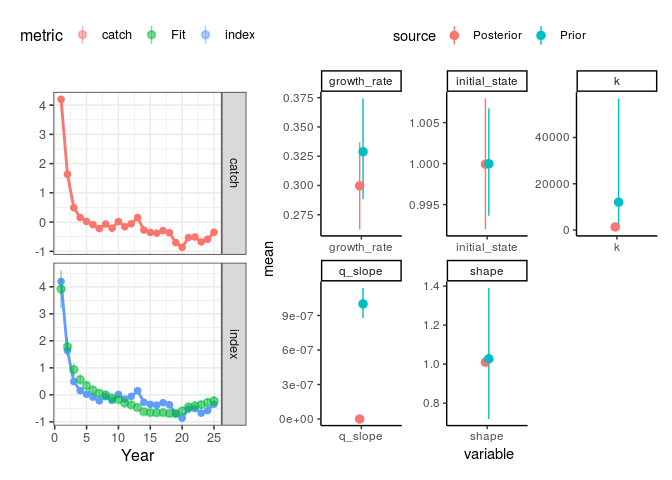 metric catch Fit index
source Posterior Prior
4
3
2
1
0
-1
catch
4
3
2
1
0
-1
index
0 5 10 15 20 25
Year
mean
growth_rate
0.375
0.350
0.325
0.300
0.275
growth_rate
initial_state
1.005
1.000
0.995
initial_state
k
40000
20000
0
k
q_slope
9e-07
6e-07
3e-07
0e+00
q_slope
shape
1.4
1.2
1.0
0.8
shape
variable